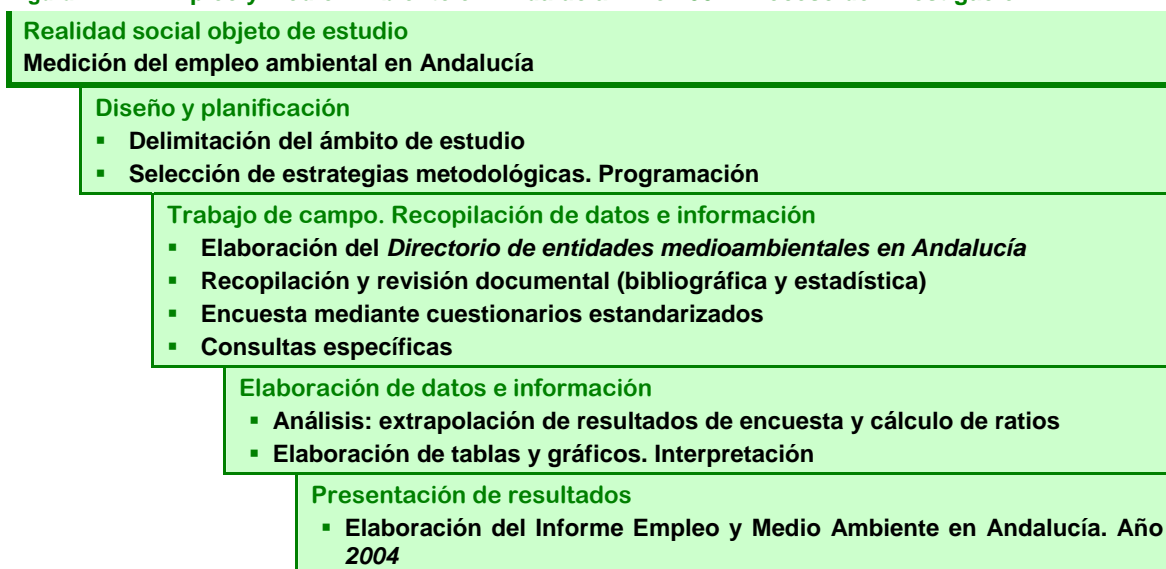 Realidad social objeto de estudio
Medición del empleo ambiental en Andalucía
Diseño y planificación
▪ Delimitación del ámbito de estudio
▪ Selección de estrategias metodológicas. Programación
Trabajo de campo. Recopilación de datos e información
▪ Elaboración del Directorio de entidades medioambientales en Andalucía
▪ Recopilación y revisión documental (bibliográfica y estadística)
▪ Encuesta mediante cuestionarios estandarizados
▪ Consultas específicas
Elaboración de datos e información
▪ Análisis: extrapolación de resultados de encuesta y cálculo de ratios
▪ Elaboración de tablas y gráficos. Interpretación
Presentación de resultados
▪ Elaboración del Informe Empleo y Medio Ambiente en Andalucía. Año
2004